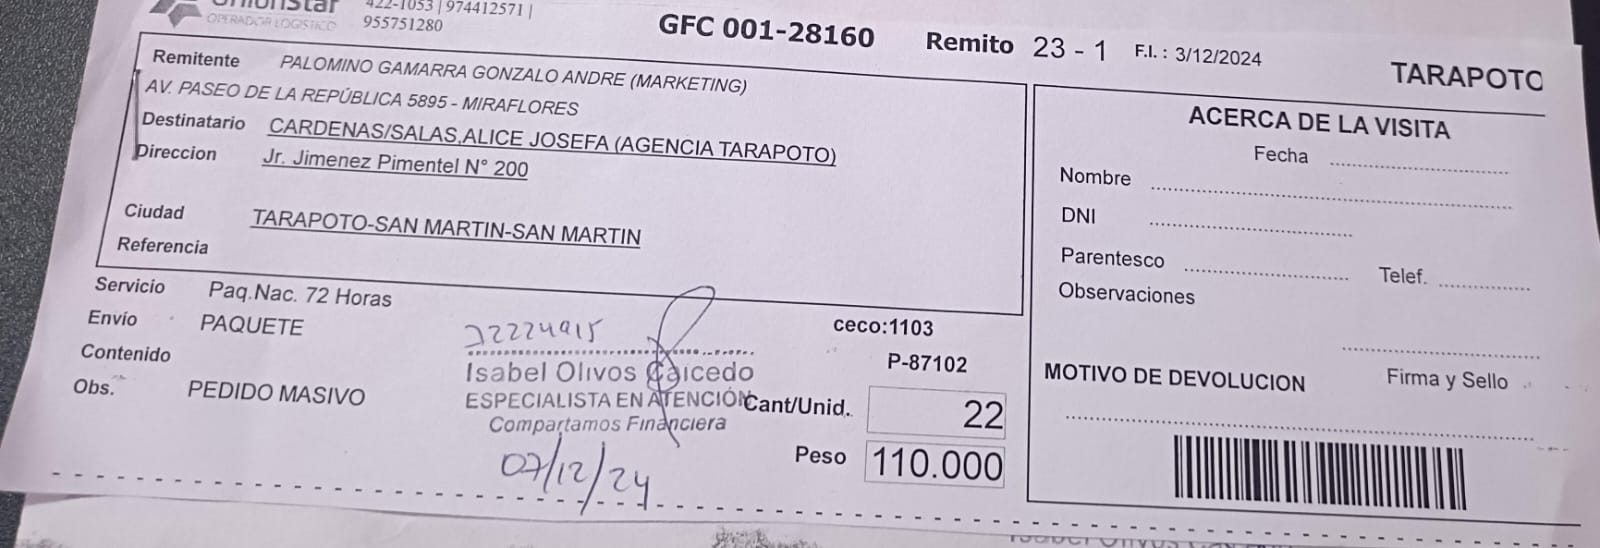 Unionstar
OPERADOR LOGISTICO
422-1053 | 974412571 |
955751280
GFC 001-28160 Remito 23 - 1 F.I. : 3/12/2024
TARAPOTO
Remitente PALOMINO GAMARRA GONZALO ANDRE (MARKETING)
AV. PASEO DE LA REPÚBLICA 5895 - MIRAFLORES
Destinatario CARDENAS/SALAS,ALICE JOSEFA (AGENCIA TARAPOTO)
Direccion Jr. Jimenez Pimentel N° 200
Ciudad TARAPOTO-SAN MARTIN-SAN MARTIN
Referencia
Servicio Paq.Nac. 72 Horas
Envío PAQUETE
Contenido
Obs. PEDIDO MASIVO
22224915
Isabel Olivos Caicedo
ESPECIALISTA EN ATENCIÓN
Compartamos Financiera
07/12/24
ceco:1103
P-87102
Cant/Unid. 22
Peso 110.000
ACERCA DE LA VISITA
Fecha
Nombre
DNI
Parentesco Telef.
Observaciones
Firma y Sello
MOTIVO DE DEVOLUCION